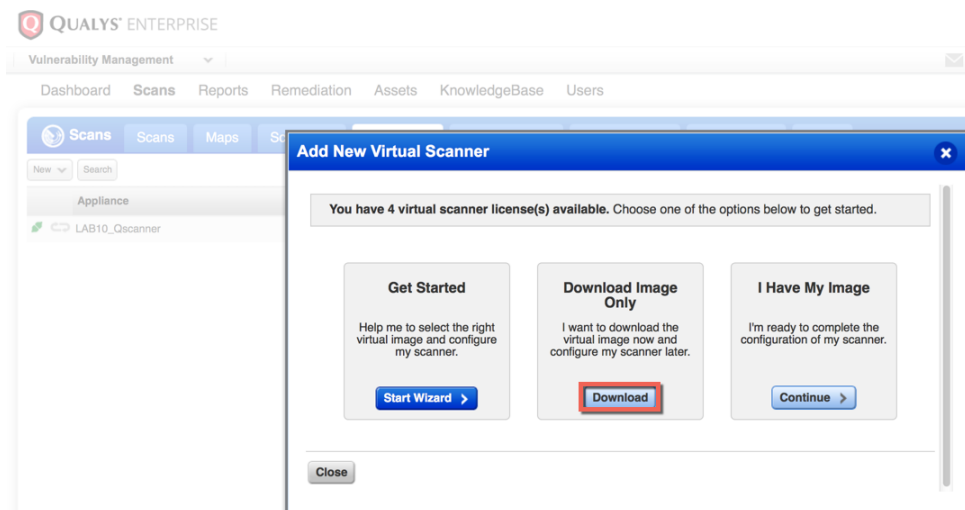 QUALYS® ENTERPRISE
Vulnerability Management
Dashboard Scans Reports Remediation Assets KnowledgeBase Users
Scans Scans Maps
Add New Virtual Scanner
New Search
You have 4 virtual scanner license(s) available. Choose one of the options below to get started.
Appliance
LAB10_Qscanner
Get Started
Help me to select the right
virtual image and configure
my scanner.
Start Wizard
Download Image
Only
I want to download the
virtual image now and
configure my scanner later.
Download
I Have My Image
I'm ready to complete the
configuration of my scanner.
Continue
Close